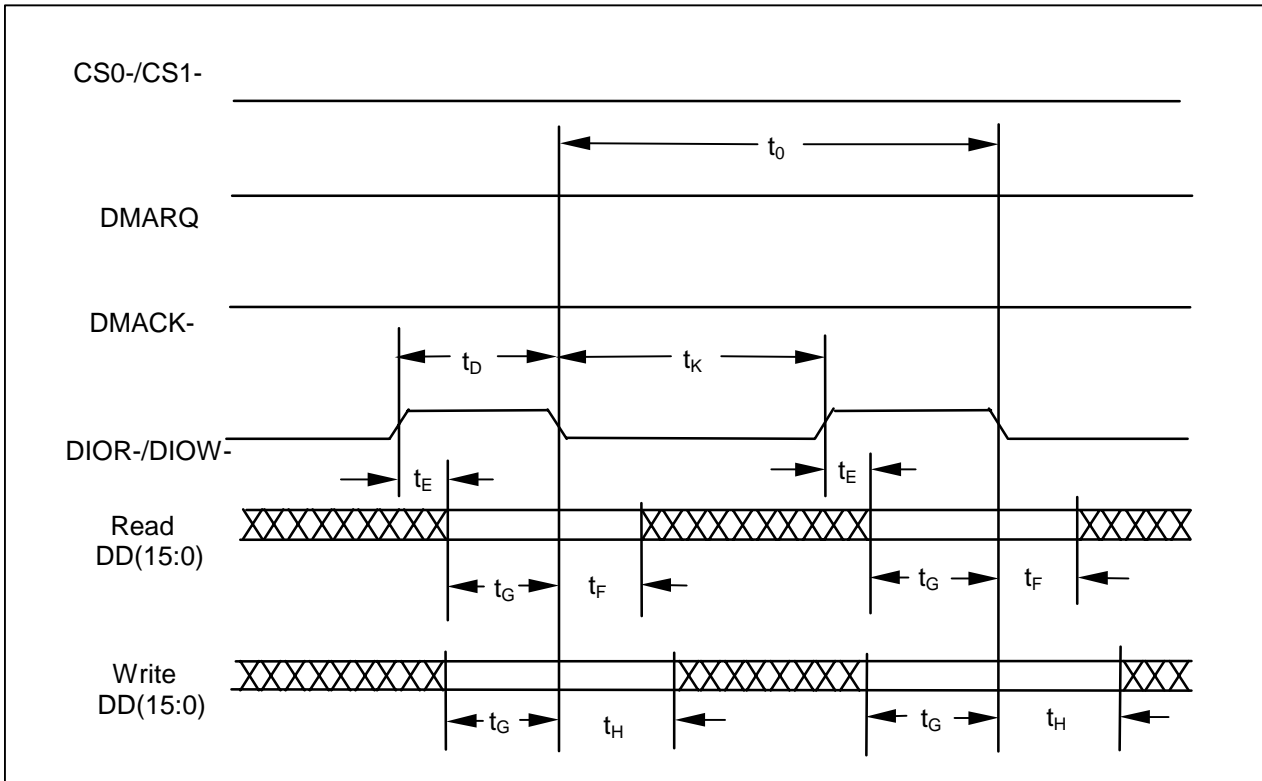 CS0-/CS1-
t0
DMARQ
DMACK-
tD
tK
DIOR-/DIOW-
tE
tE
Read
DD(15:0)
tG
tF
tG
tF
Write
DD(15:0)
tG
tH
tG
tH